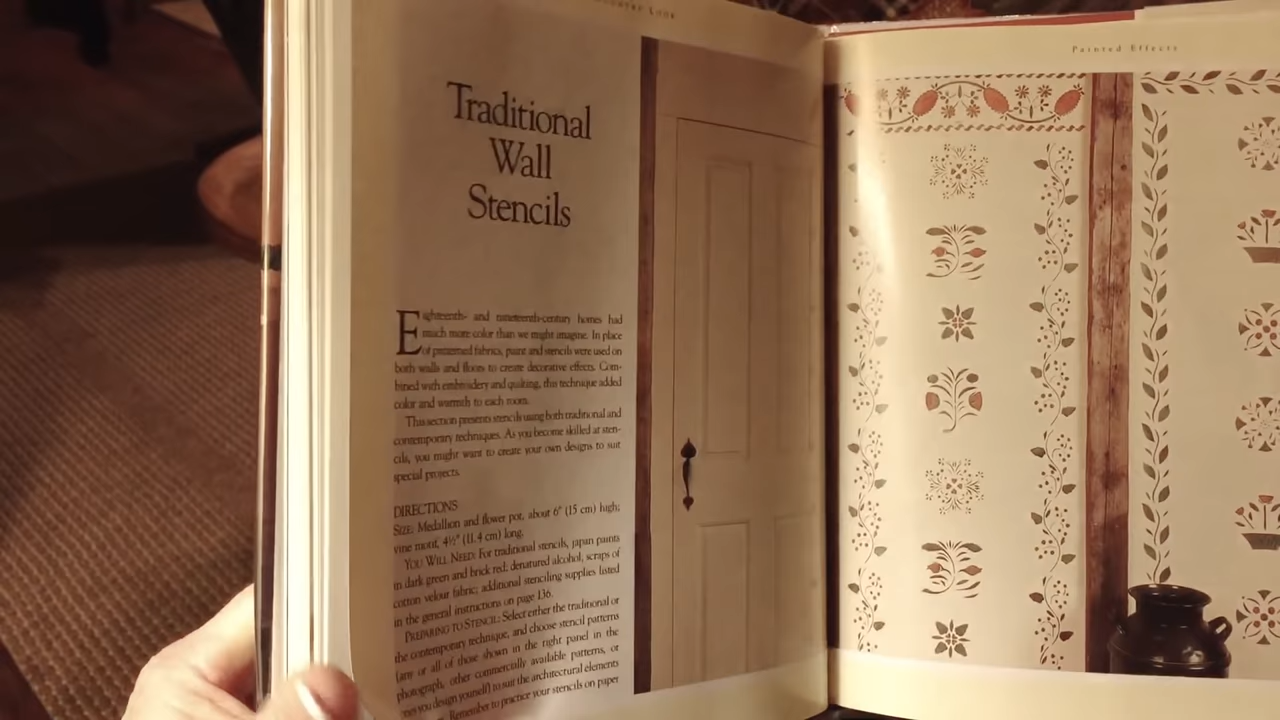 Country Look
Painted Effects
Traditional
Wall
Stencils
Eighteenth- and nineteenth-century homes had
much more color than we might imagine. In place
of patterned fabrics, paint and stencils were used on
both walls and floors to create decorative effects. Com-
bined with embroidery and quilting, this technique added
color and warmth to each room.
This section presents stencils using both traditional and
contemporary techniques. As you become skilled at sten-
cils, you might want to create your own designs to suit
special projects.
DIRECTIONS
SIZE: Medallion and flower pot, about 6" (15 cm) high;
vine motif, 4½" (11.4 cm) long.
YOU WILL NEED: For traditional stencils, japan paints
in dark green and brick red; denatured alcohol, scraps of
cotton velour fabric; additional stenciling supplies listed
in the general instructions on page 136.
PREPARING TO STENCIL: Select either the traditional or
the contemporary technique, and choose stencil patterns
(any or all of those shown in the right panel in the
photograph, other commercially available patterns, or
ones you design yourself) to suit the architectural elements
Remember to practice your stencils on paper